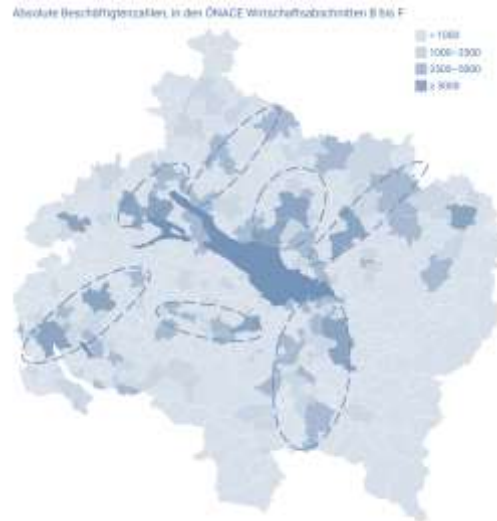 Absolute Beschäftigtenzahlen in den ÖNACE Wirtschaftsabschnitten B bis F
< 1000
1000–2500
2500–5000
≥ 5000